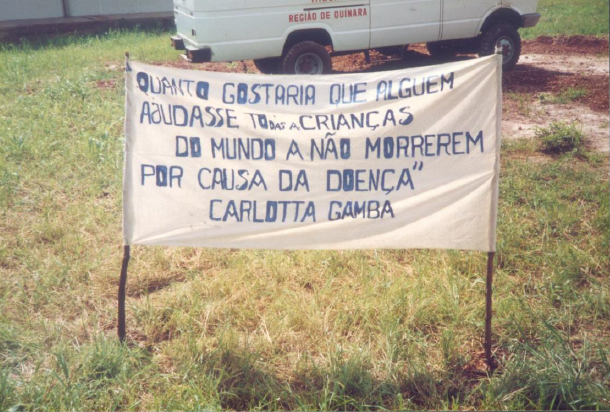 REGIÃO DE QUINARA
QUANTO GOSTARIA QUE ALGUEM
AJUDASSE TODAS A CRIANÇAS
DO MUNDO A NÃO MORREREM
POR CAUSA DA DOENÇA"
CARLOTTA GAMBA